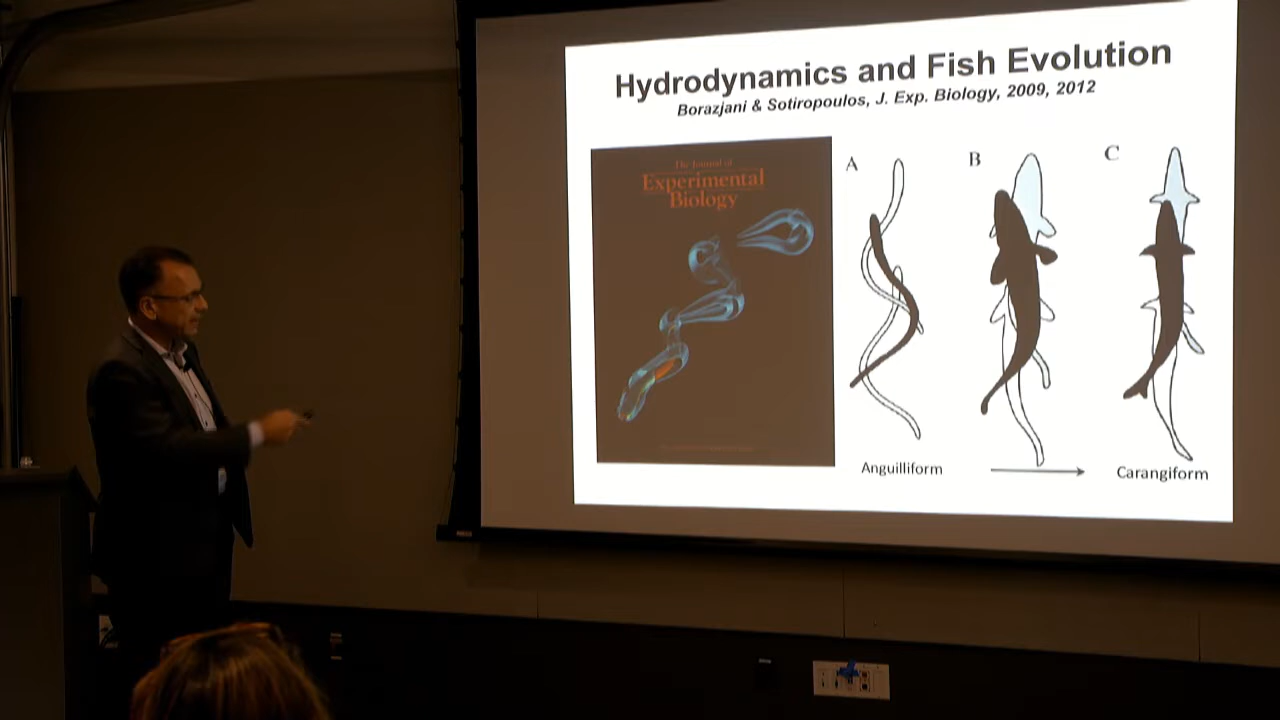 Hydrodynamics and Fish Evolution
Borazjani & Sotiropoulos, J. Exp. Biology, 2009, 2012
The Journal of
Experimental
Biology
A
B
C
Anguilliform
Carangiform